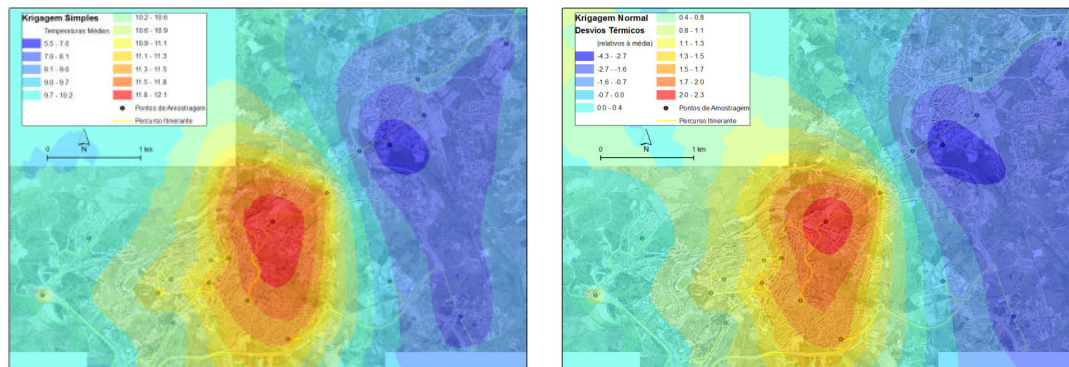 Krigagem Simples
Temperaturas Médias
5.5 - 7.0
7.0 - 8.1
8.1 - 9.0
9.0 - 9.7
9.7 - 10.2
10.2 - 10.6
10.6 - 10.9
10.9 - 11.1
11.1 - 11.3
11.3 - 11.5
11.5 - 11.8
11.8 - 12.1
Pontos de Amostragem
Percurso Itinerante
N
0 1 km
Krigagem Normal
Desvios Térmicos
(relativos à média)
-4.3 - -2.7
-2.7 - -1.6
-1.6 - -0.7
-0.7 - 0.0
0.0 - 0.4
0.4 - 0.8
0.8 - 1.1
1.1 - 1.3
1.3 - 1.5
1.5 - 1.7
1.7 - 2.0
2.0 - 2.3
Pontos de Amostragem
Percurso Itinerante
N
0 1 km